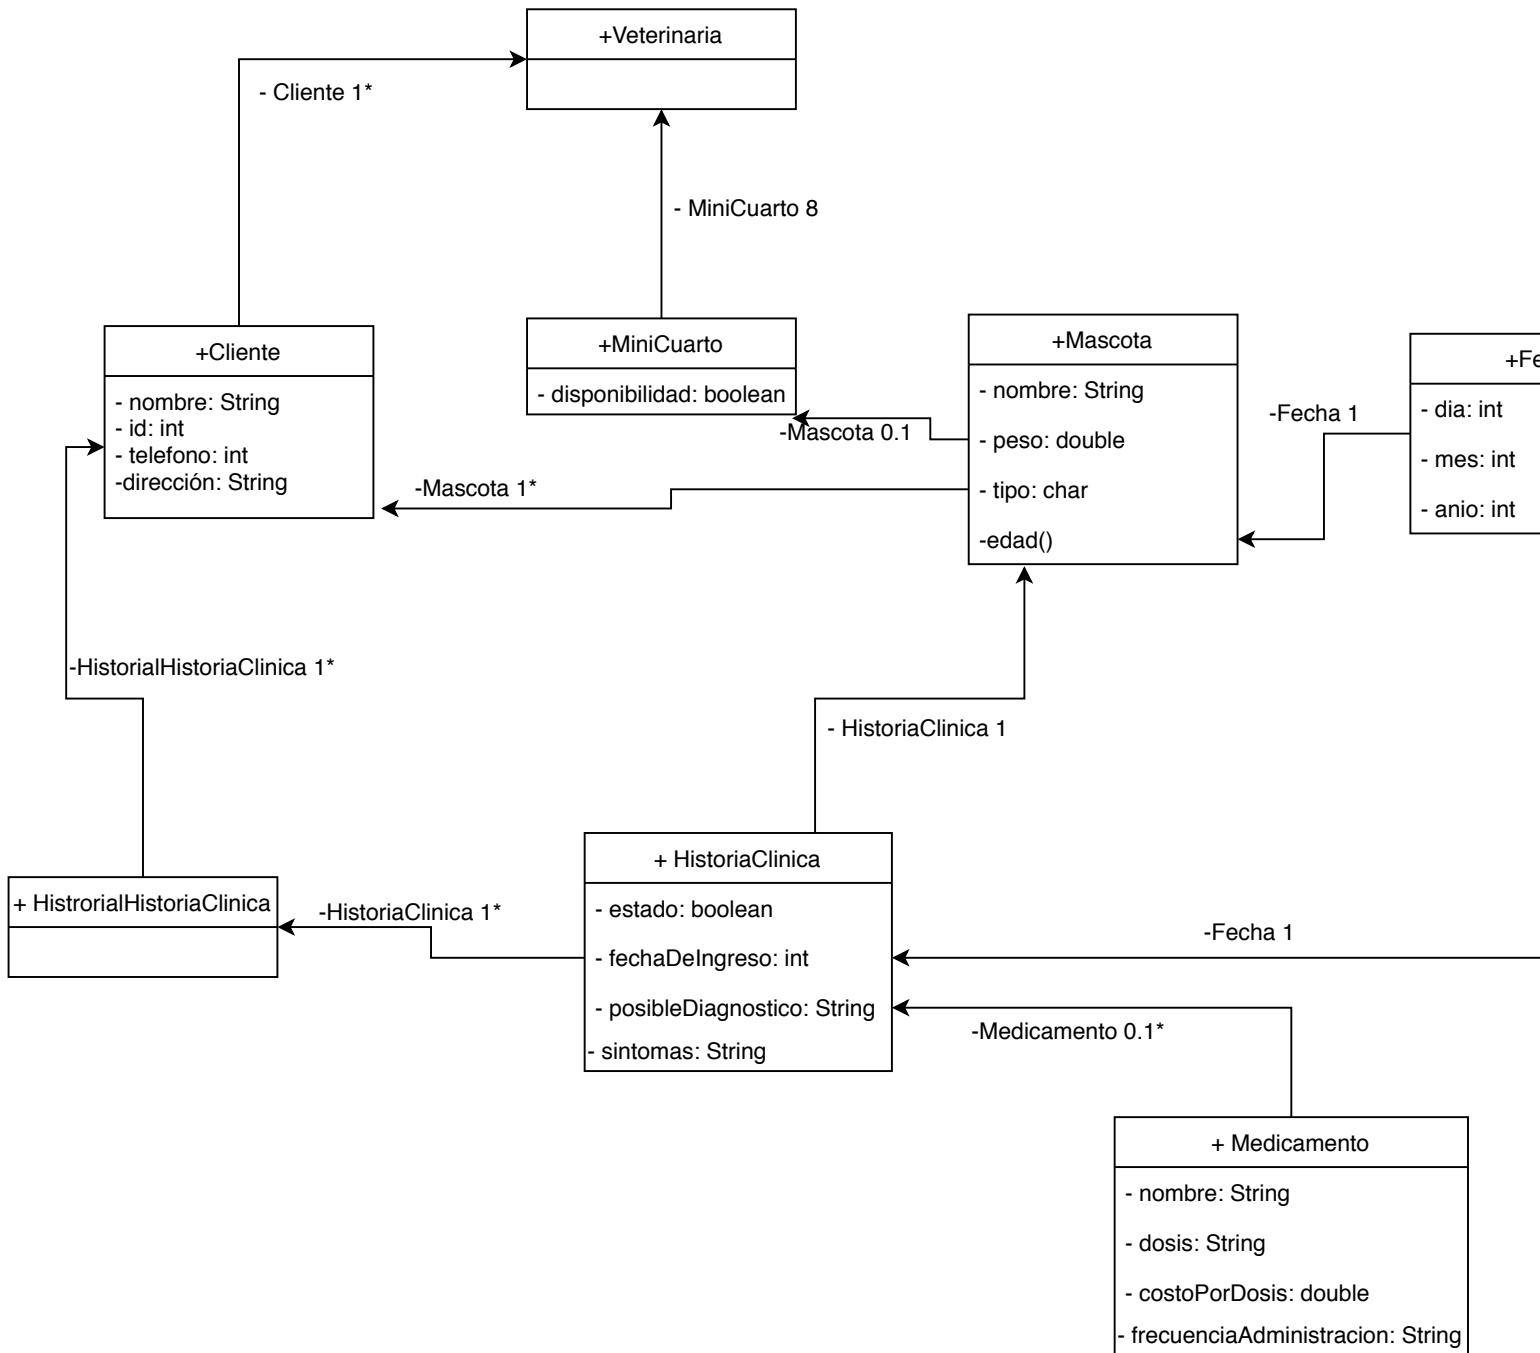 +Veterinaria
- Cliente 1*
- MiniCuarto 8
+Cliente
- nombre: String
- id: int
- telefono: int
-dirección: String
+MiniCuarto
- disponibilidad: boolean
+Mascota
- nombre: String
- peso: double
- tipo: char
-edad()
+Fe
- dia: int
- mes: int
- anio: int
-Fecha 1
-Mascota 0.1
-Mascota 1*
-HistorialHistoriaClinica 1*
- HistoriaClinica 1
+ HistrorialHistoriaClinica
-HistoriaClinica 1*
+ HistoriaClinica
- estado: boolean
- fechaDeIngreso: int
- posibleDiagnostico: String
- sintomas: String
-Fecha 1
-Medicamento 0.1*
+ Medicamento
- nombre: String
- dosis: String
- costoPorDosis: double
- frecuenciaAdministracion: String